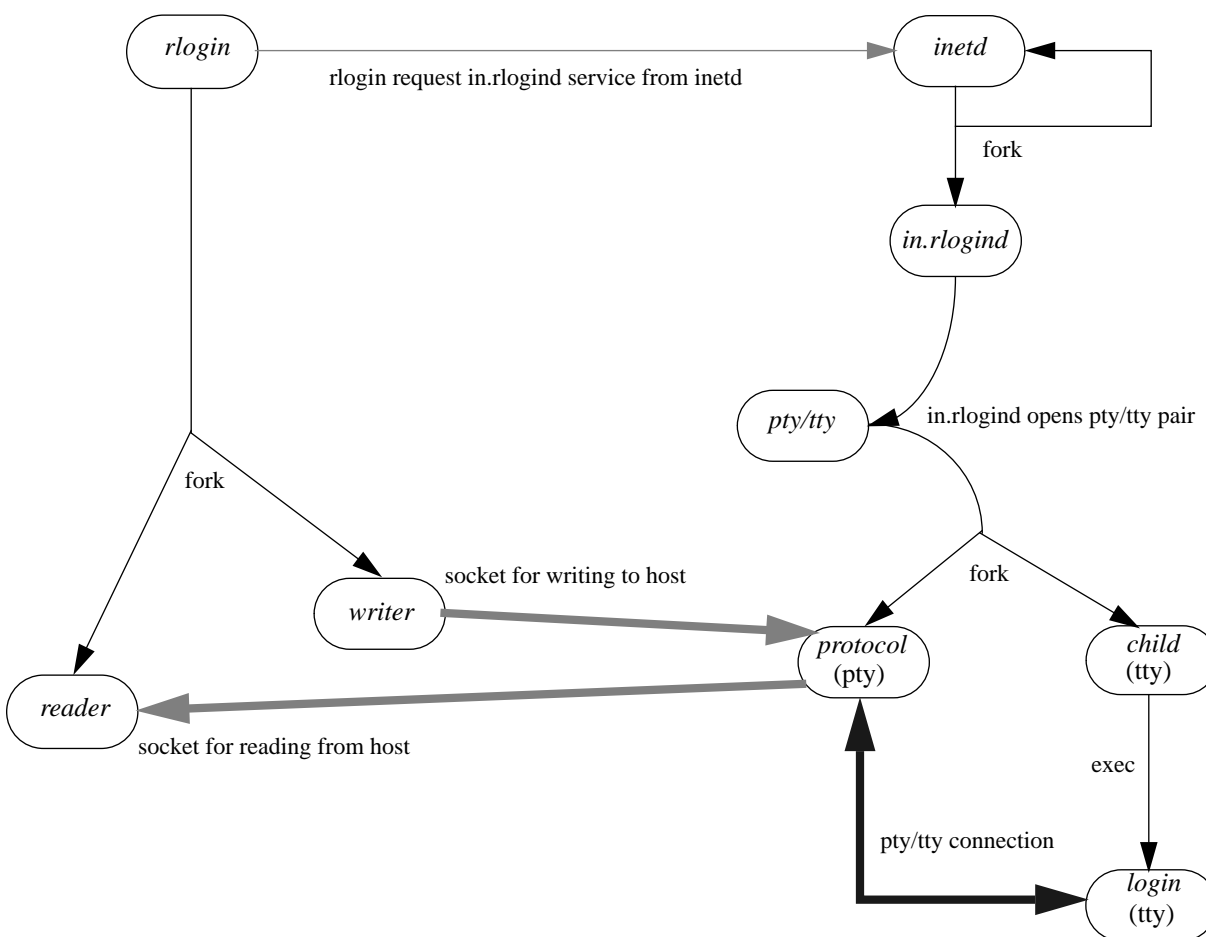 rlogin
inetd
rlogin request in.rlogind service from inetd
fork
in.rlogind
pty/tty
in.rlogind opens pty/tty pair
fork
fork
socket for writing to host
writer
protocol
(pty)
child
(tty)
reader
socket for reading from host
exec
pty/tty connection
login
(tty)